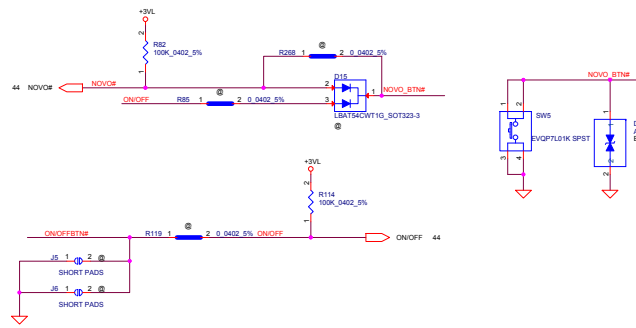 +3VL
2
R82
100K_0402_5%
1
@
R268 1 2 0_0402_5%
D15
44 NOVO#
NOVO#
2
@
1
NOVO_BTN#
ON/OFF
R85 1 2 0_0402_5%
3
LBAT54CWT1G_SOT323-3
@
NOVO_BTN#
1 2
SW5
EVQP7L01K SPST
3 4
1
2
D
A
E
+3VL
2
R114
100K_0402_5%
1
@
ON/OFFBTN#
R119 1 2 0_0402_5% ON/OFF
ON/OFF 44
J5 1 2 @
SHORT PADS
J6 1 2 @
SHORT PADS